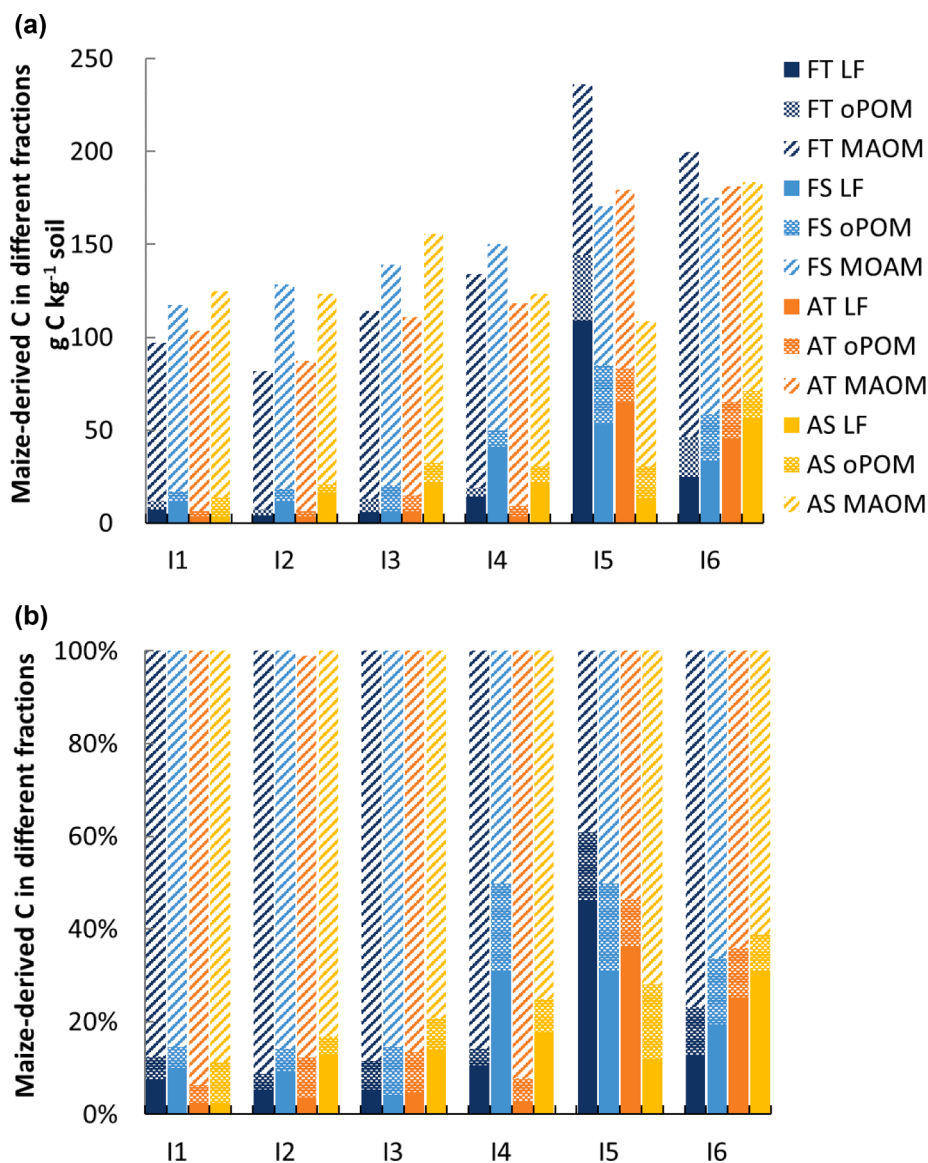 (a)
Maize-derived C in different fractions
g C kg⁻¹ soil
250
200
150
100
50
0
I1 I2 I3 I4 I5 I6
FT LF
FT oPOM
FT MAOM
FS LF
FS oPOM
FS MOAM
AT LF
AT oPOM
AT MAOM
AS LF
AS oPOM
AS MAOM
(b)
Maize-derived C in different fractions
100%
80%
60%
40%
20%
0%
I1 I2 I3 I4 I5 I6